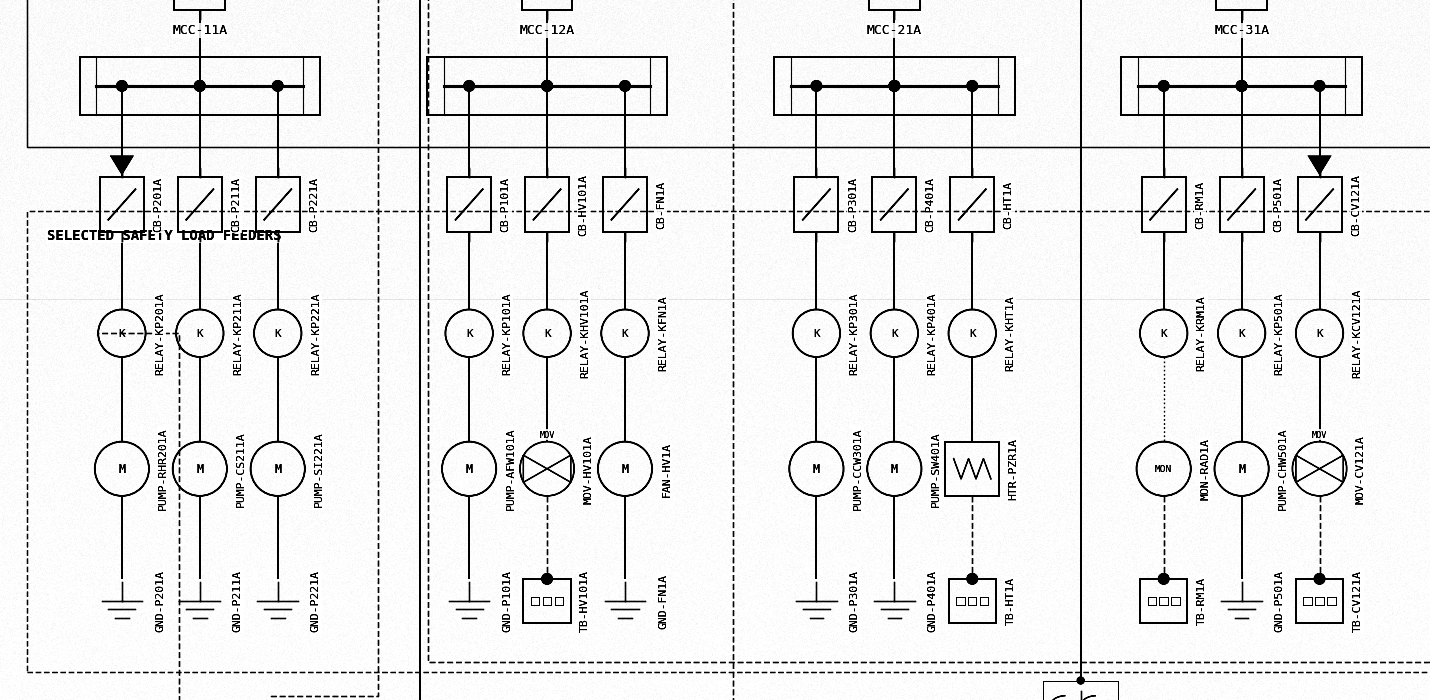 MCC-11A
MCC-12A
MCC-21A
MCC-31A
CB-P201A
CB-P211A
CB-P221A
CB-P101A
CB-HV101A
CB-FN1A
CB-P301A
CB-P401A
CB-HT1A
CB-RM1A
CB-P501A
CB-CV121A
SELECTED SAFETY LOAD FEEDERS
K
RELAY-KP201A
K
RELAY-KP211A
K
RELAY-KP221A
K
RELAY-KP101A
K
RELAY-KHV101A
K
RELAY-KFN1A
K
RELAY-KP301A
K
RELAY-KP401A
K
RELAY-KHT1A
K
RELAY-KRM1A
K
RELAY-KP501A
K
RELAY-KCV121A
M
PUMP-RHR201A
M
PUMP-CS211A
M
PUMP-SI221A
M
PUMP-AFW101A
MOV
MOV-HV101A
M
FAN-HV1A
M
PUMP-CCW301A
M
PUMP-SW401A
HTR-PZR1A
MON
MON-RAD1A
M
PUMP-CHW501A
MOV
MOV-CV121A
GND-P201A
GND-P211A
GND-P221A
GND-P101A
TB-HV101A
GND-FN1A
GND-P301A
GND-P401A
TB-HT1A
TB-RM1A
GND-P501A
TB-CV121A